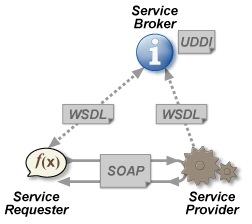 Service
Broker
UDDI
i
WSDL
WSDL
f(x)
SOAP
Service
Requester
Service
Provider